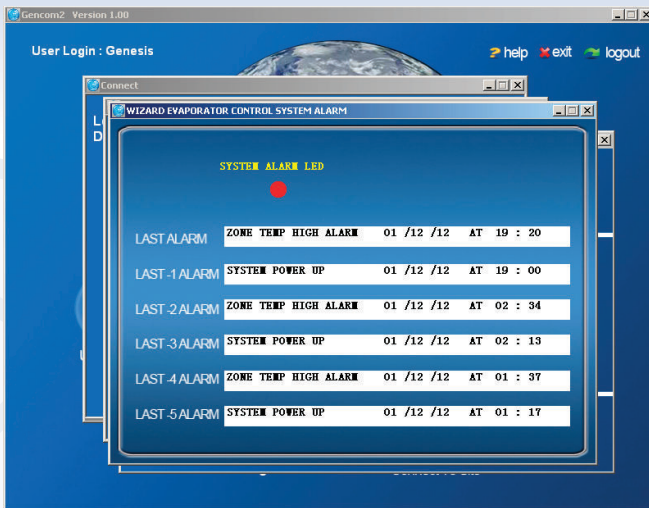 Gencom2 Version 1.00
User Login : Genesis
help exit logout
Connect
WIZARD EVAPORATOR CONTROL SYSTEM ALARM
SYSTEM ALARM LED
LAST ALARM ZONE TEMP HIGH ALARM 01 /12 /12 AT 19 : 20
LAST -1 ALARM SYSTEM POWER UP 01 /12 /12 AT 19 : 00
LAST -2 ALARM ZONE TEMP HIGH ALARM 01 /12 /12 AT 02 : 34
LAST -3 ALARM SYSTEM POWER UP 01 /12 /12 AT 02 : 13
LAST -4 ALARM ZONE TEMP HIGH ALARM 01 /12 /12 AT 01 : 37
LAST -5 ALARM SYSTEM POWER UP 01 /12 /12 AT 01 : 17